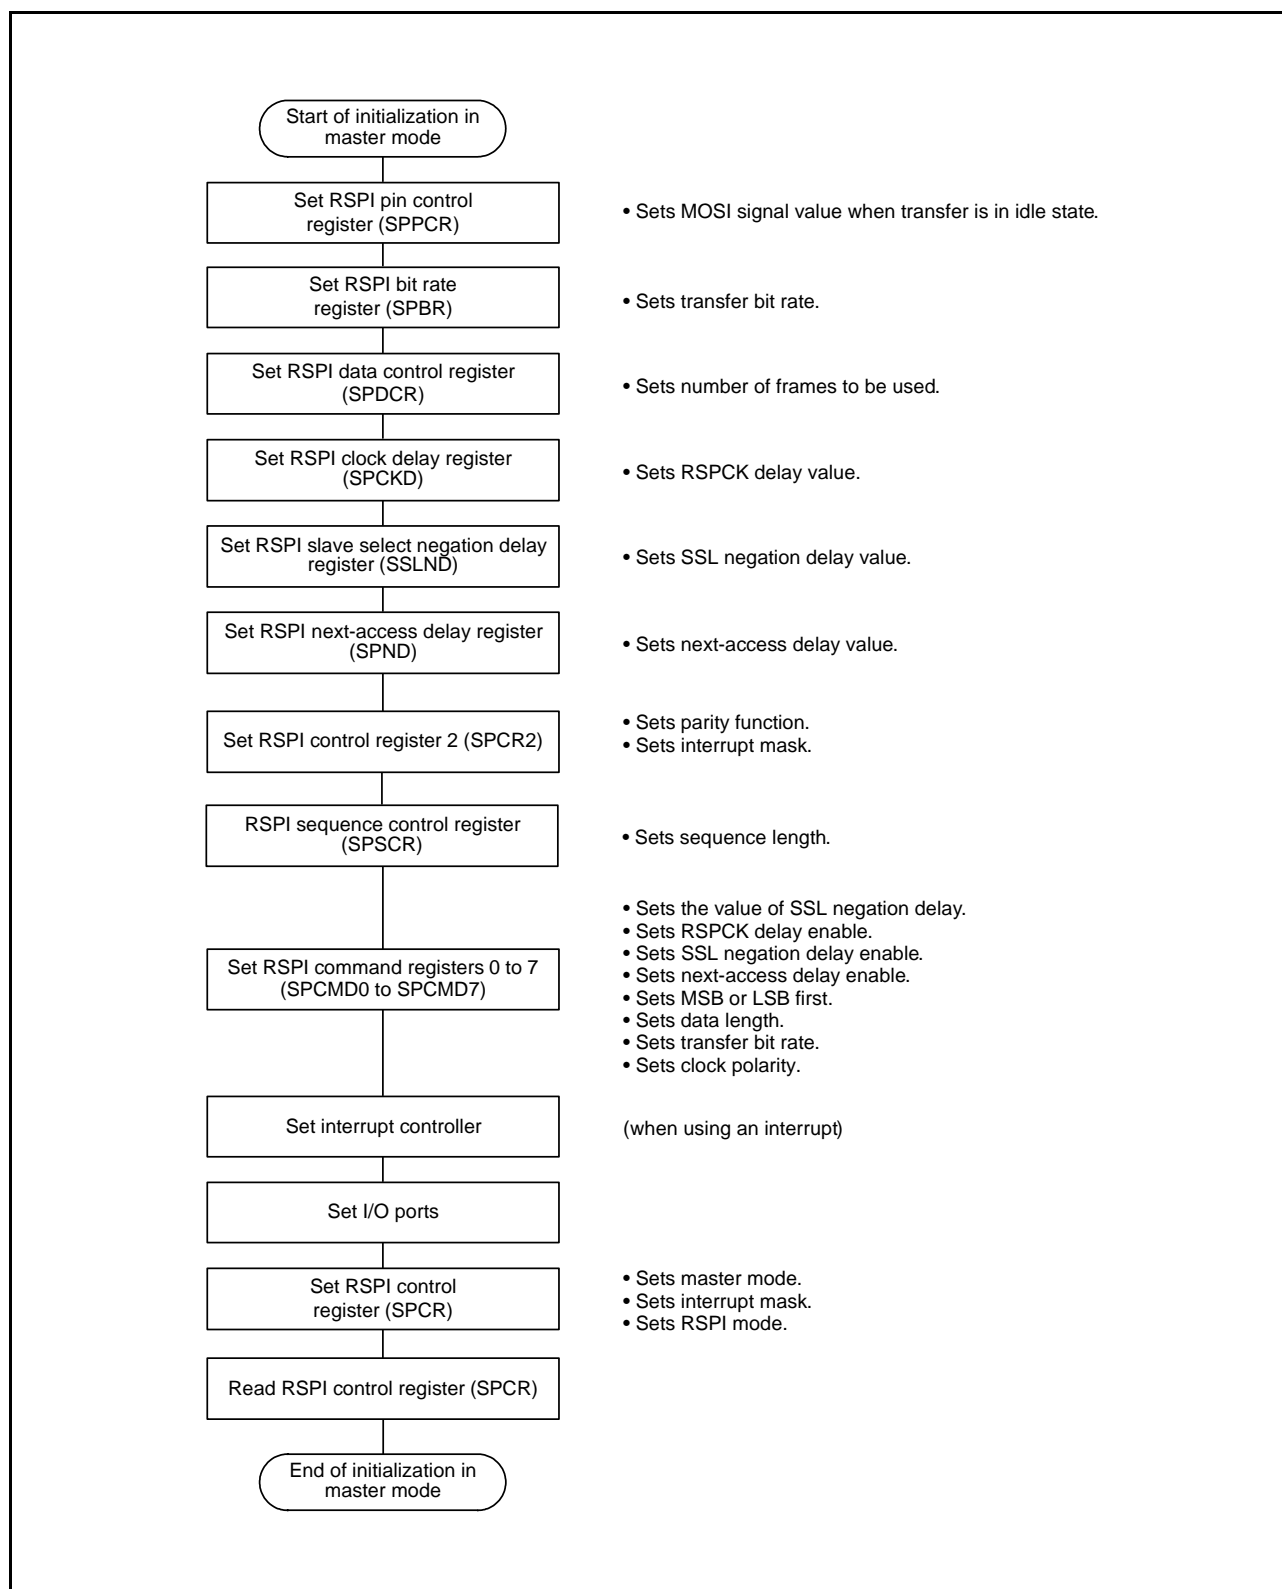 Start of initialization in
master mode
Set RSPI pin control
register (SPPCR)
• Sets MOSI signal value when transfer is in idle state.
Set RSPI bit rate
register (SPBR)
• Sets transfer bit rate.
Set RSPI data control register
(SPDCR)
• Sets number of frames to be used.
Set RSPI clock delay register
(SPCKD)
• Sets RSPCK delay value.
Set RSPI slave select negation delay
register (SSLND)
• Sets SSL negation delay value.
Set RSPI next-access delay register
(SPND)
• Sets next-access delay value.
Set RSPI control register 2 (SPCR2)
• Sets parity function.
• Sets interrupt mask.
RSPI sequence control register
(SPSCR)
• Sets sequence length.
Set RSPI command registers 0 to 7
(SPCMD0 to SPCMD7)
• Sets the value of SSL negation delay.
• Sets RSPCK delay enable.
• Sets SSL negation delay enable.
• Sets next-access delay enable.
• Sets MSB or LSB first.
• Sets data length.
• Sets transfer bit rate.
• Sets clock polarity.
Set interrupt controller
(when using an interrupt)
Set I/O ports
Set RSPI control
register (SPCR)
• Sets master mode.
• Sets interrupt mask.
• Sets RSPI mode.
Read RSPI control register (SPCR)
End of initialization in
master mode